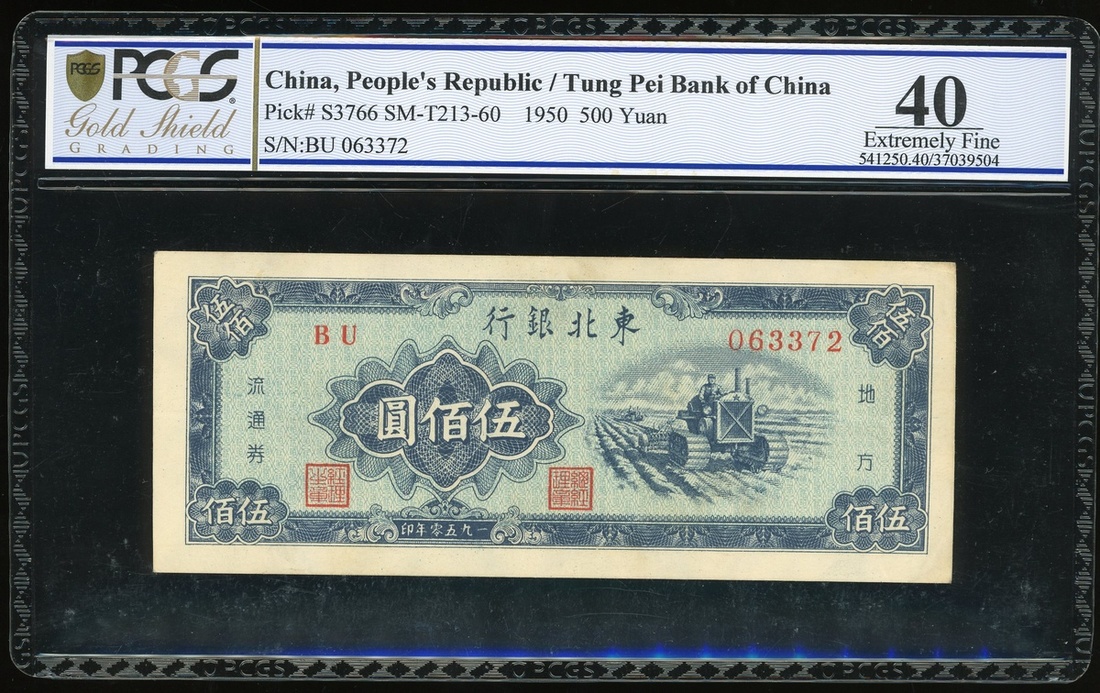 PCGS
PCGS
Gold Shield
GRADING
China, People's Republic / Tung Pei Bank of China
Pick# S3766 SM-T213-60 1950 500 Yuan
S/N:BU 063372
40
Extremely Fine
541250.40/37039504
伍佰
伍佰
東北銀行
BU
063372
流通券
地方
伍佰圓
伍佰
伍佰
一九五零年印